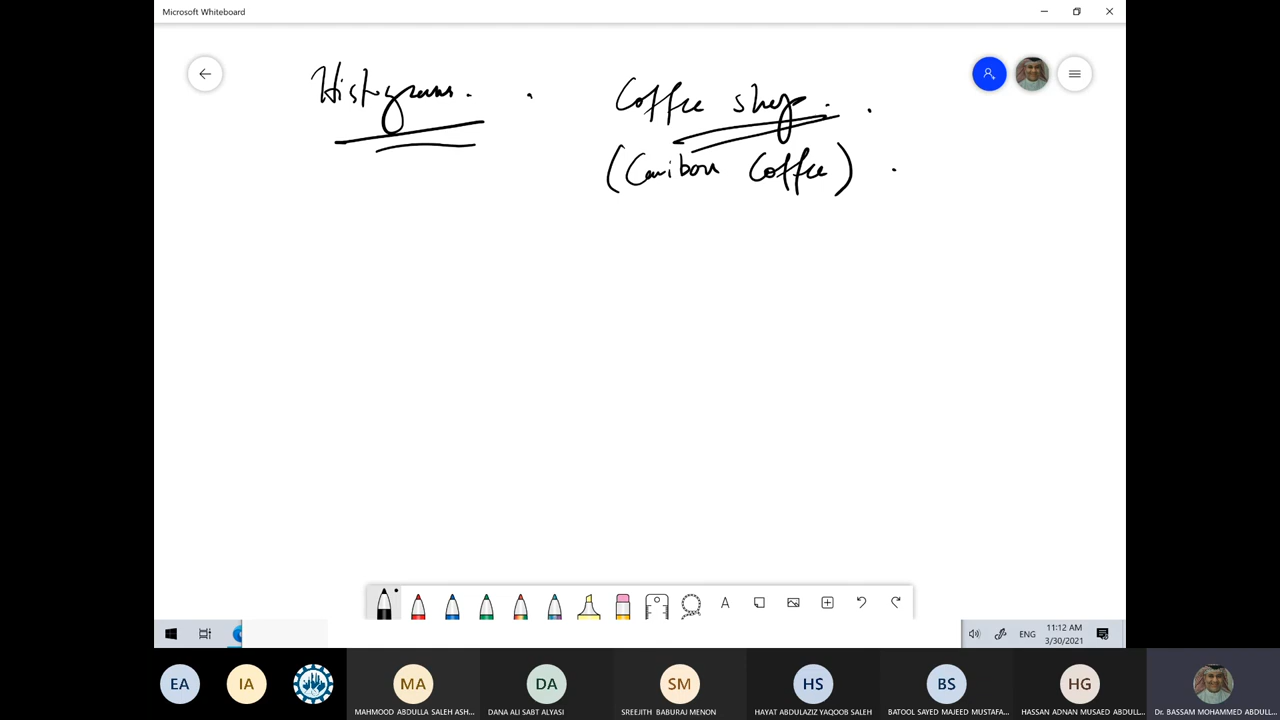 Microsoft Whiteboard
Histograms.
Coffee shop.
(Caribou Coffee)
A
ENG
11:12 AM
3/30/2021
EA
IA
MA
DA
SM
HS
BS
HG
MAHMOOD ABDULLA SALEH ASH...
DANA ALI SABT ALYASI
SREEJITH BABURAJ MENON
HAYAT ABDULAZIZ YAQOOB SALEH
BATOOL SAYED MAJEED MUSTAFA...
HASSAN ADNAN MUSAED ABDULL...
Dr. BASSAM MOHAMMED ABDULL...